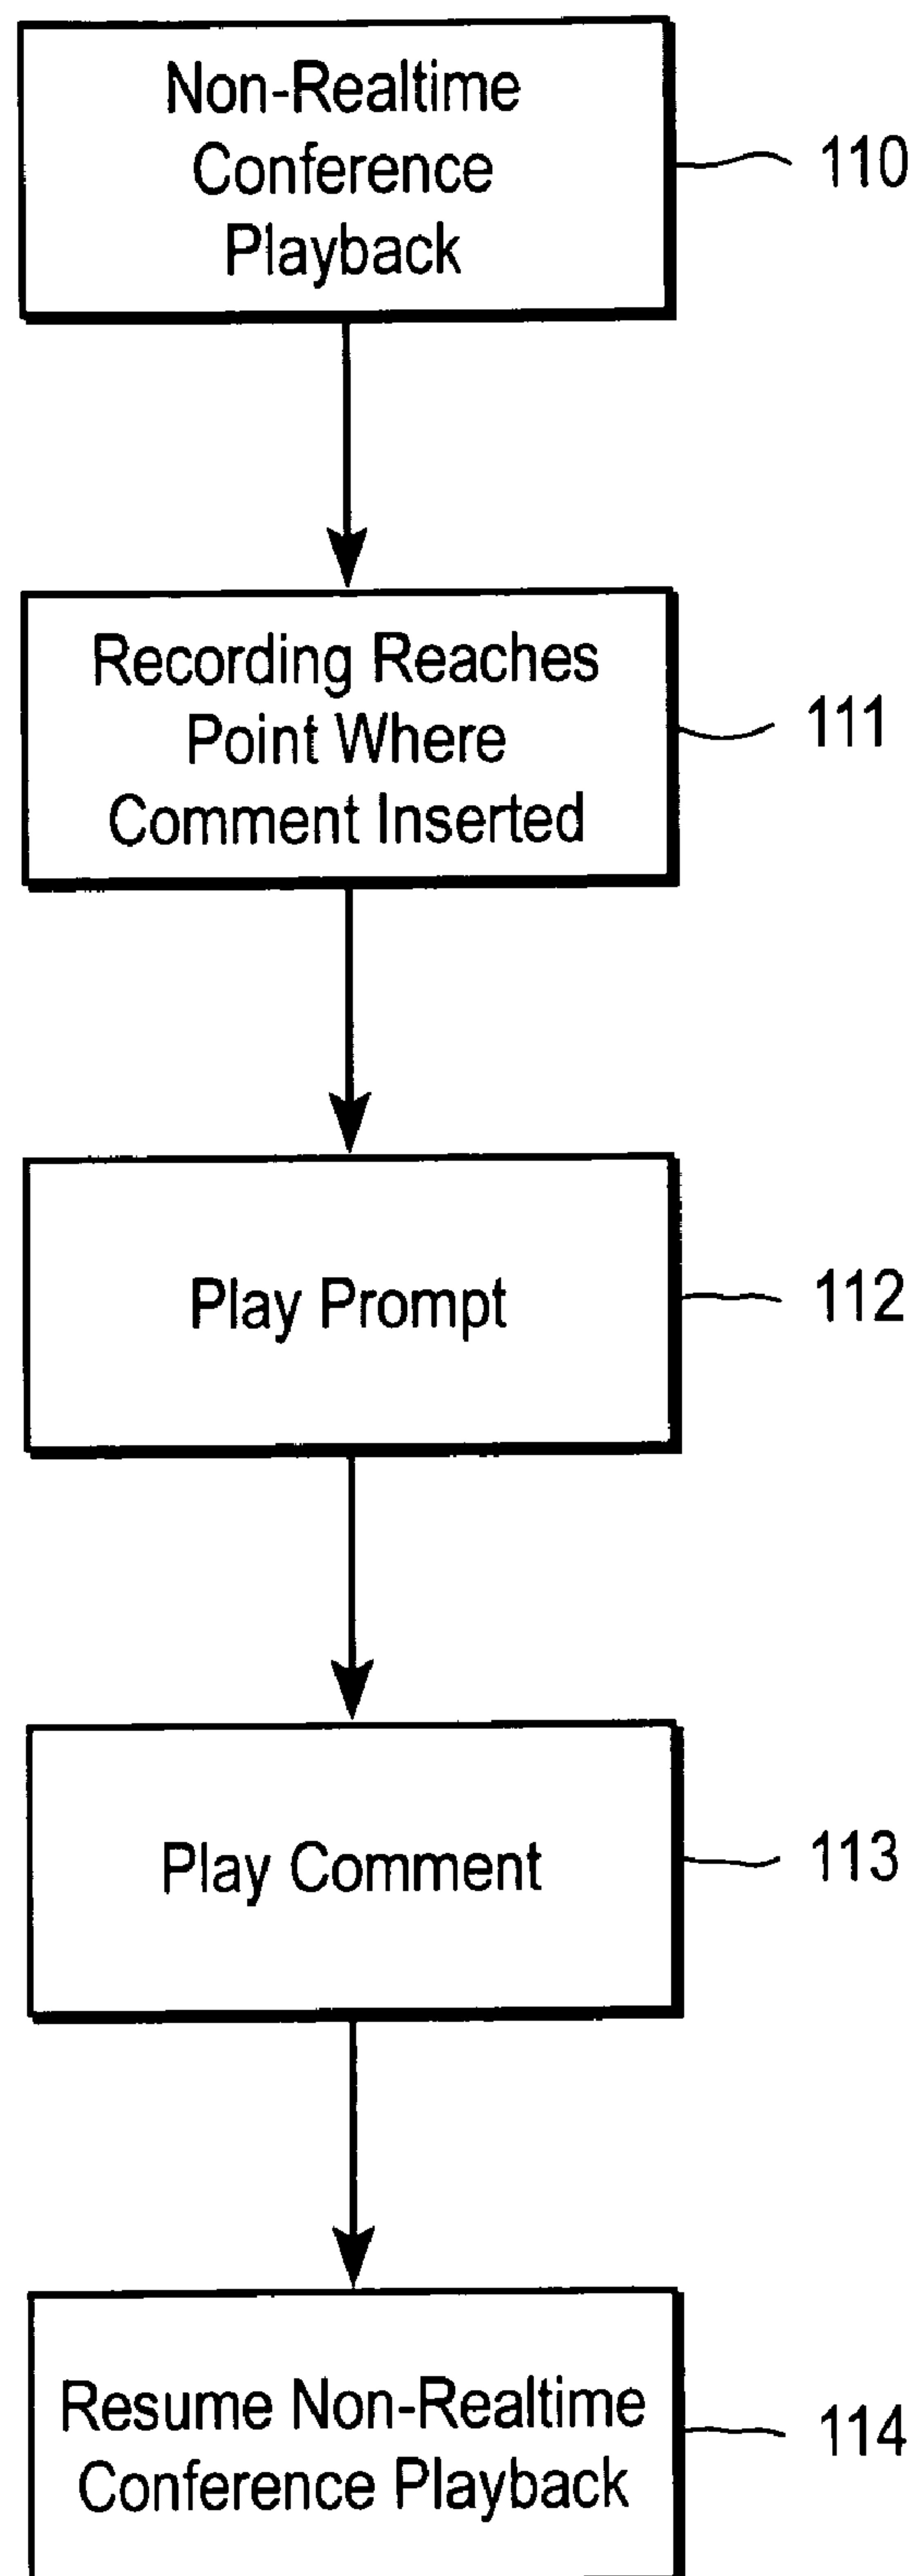 Non-Realtime
Conference
Playback
110
Recording Reaches
Point Where
Comment Inserted
111
Play Prompt
112
Play Comment
113
Resume Non-Realtime
Conference Playback
114